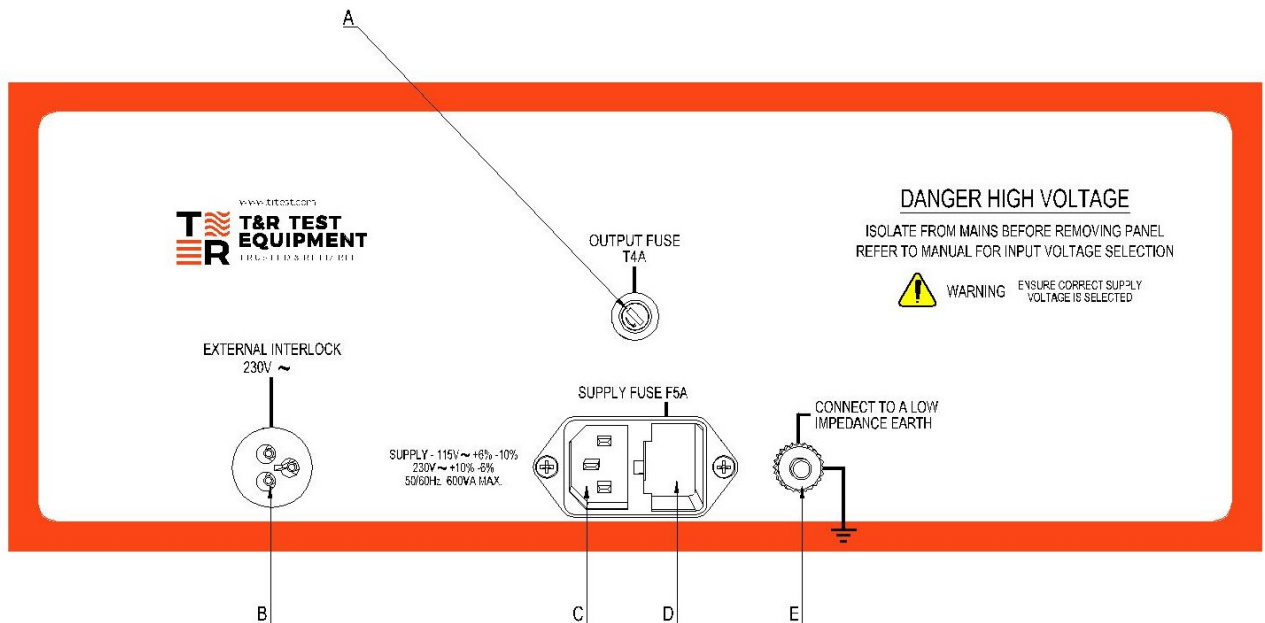 A
www.trtest.com
T R
T&R TEST
EQUIPMENT
TRUSTED & RELIABLE
OUTPUT FUSE
T4A
DANGER HIGH VOLTAGE
ISOLATE FROM MAINS BEFORE REMOVING PANEL
REFER TO MANUAL FOR INPUT VOLTAGE SELECTION
WARNING
ENSURE CORRECT SUPPLY
VOLTAGE IS SELECTED
EXTERNAL INTERLOCK
230V ~
SUPPLY FUSE F5A
SUPPLY - 115V ~ +6% -10%
230V ~ +10% -6%
50/60Hz. 600VA MAX.
CONNECT TO A LOW
IMPEDANCE EARTH
B
C
D
E